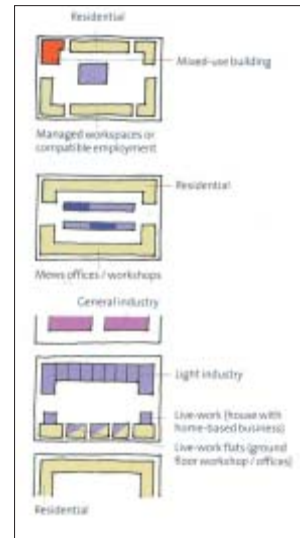 Residential
Mixed-use building
Managed workspaces or
compatible employment
Residential
Mews offices / workshops
General industry
Light industry
Live-work (house with
home-based business)
Live-work flats (ground
floor workshop / offices)
Residential